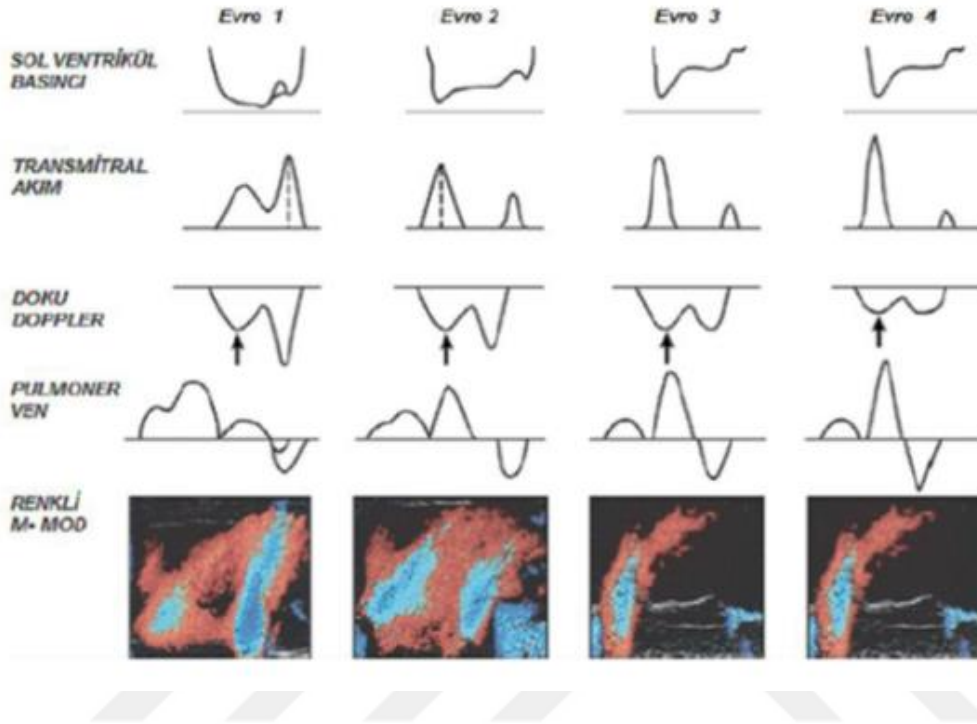 Evre 1 Evre 2 Evre 3 Evre 4
SOL VENTRİKÜL
BASINCI
TRANSMİTRAL
AKIM
DOKU
DOPPLER
PULMONER
VEN
RENKLİ
M- MOD